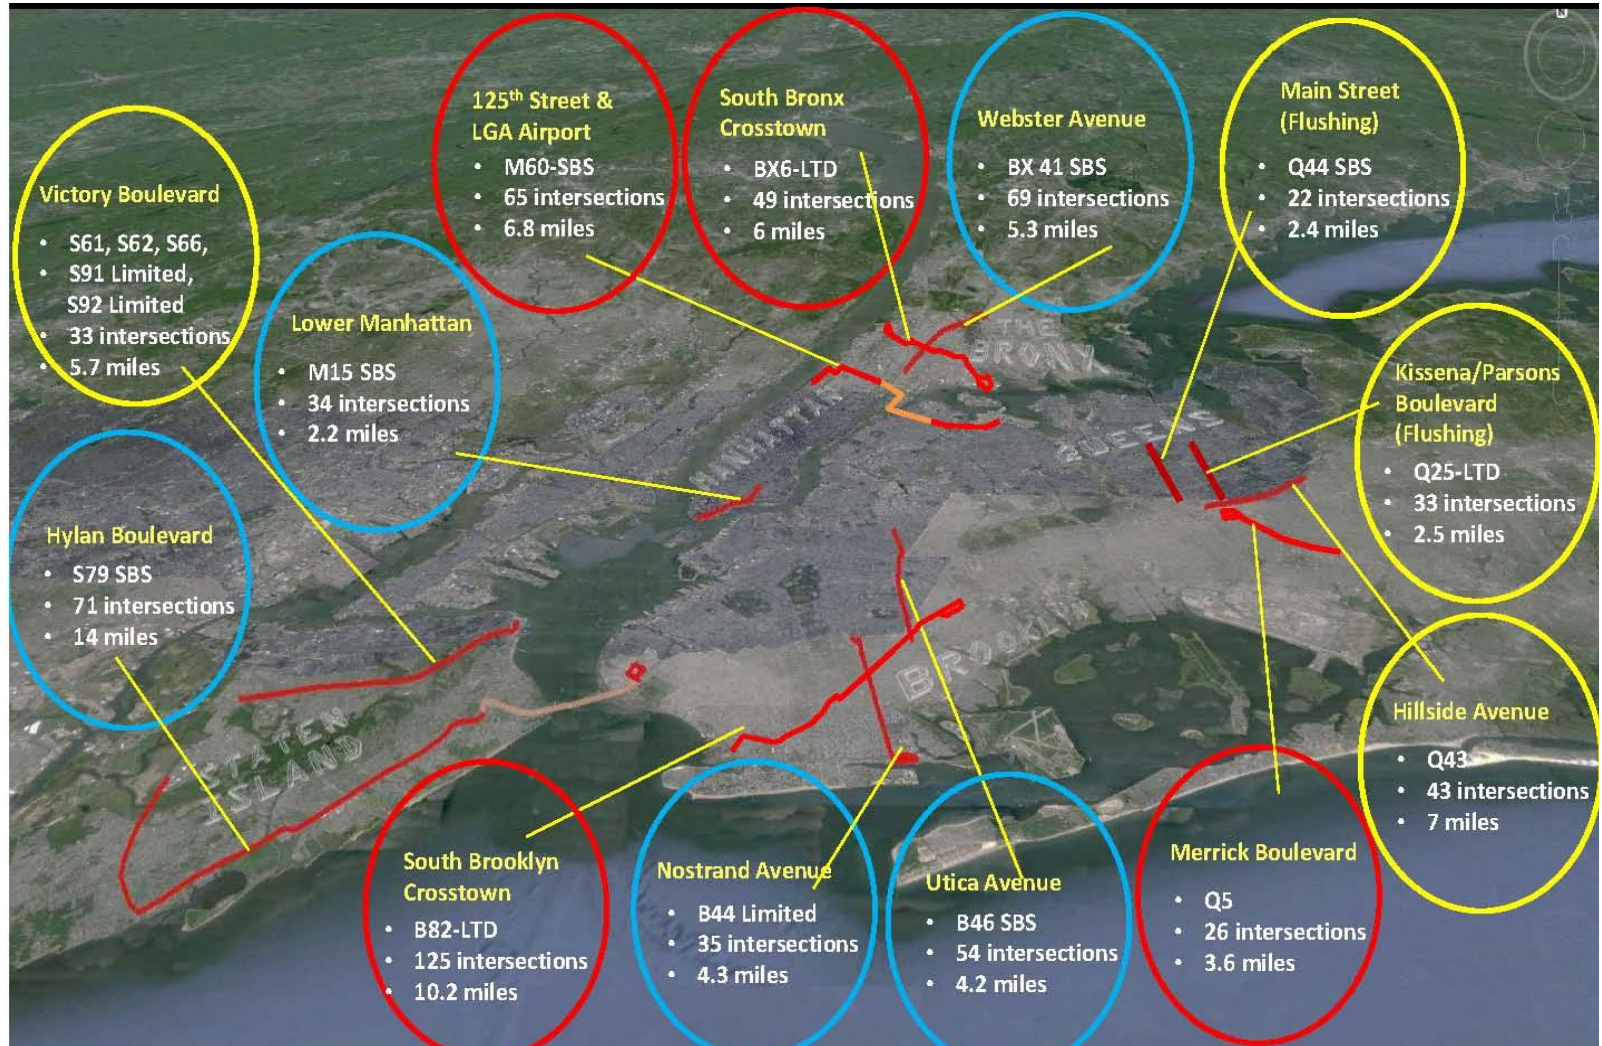 N
125th Street &
LGA Airport
• M60-SBS
• 65 intersections
• 6.8 miles
South Bronx
Crosstown
• BX6-LTD
• 49 intersections
• 6 miles
Webster Avenue
• BX 41 SBS
• 69 intersections
• 5.3 miles
Main Street
(Flushing)
• Q44 SBS
• 22 intersections
• 2.4 miles
Victory Boulevard
• S61, S62, S66,
• S91 Limited,
S92 Limited
• 33 intersections
• 5.7 miles
Lower Manhattan
• M15 SBS
• 34 intersections
• 2.2 miles
THE
BRONX
MANHATTAN
QUEENS
Kissena/Parsons
Boulevard
(Flushing)
• Q25-LTD
• 33 intersections
• 2.5 miles
Hylan Boulevard
• S79 SBS
• 71 intersections
• 14 miles
BROOKLYN
STATEN
ISLAND
Hillside Avenue
• Q43
• 43 intersections
• 7 miles
South Brooklyn
Crosstown
• B82-LTD
• 125 intersections
• 10.2 miles
Nostrand Avenue
• B44 Limited
• 35 intersections
• 4.3 miles
Utica Avenue
• B46 SBS
• 54 intersections
• 4.2 miles
Merrick Boulevard
• Q5
• 26 intersections
• 3.6 miles